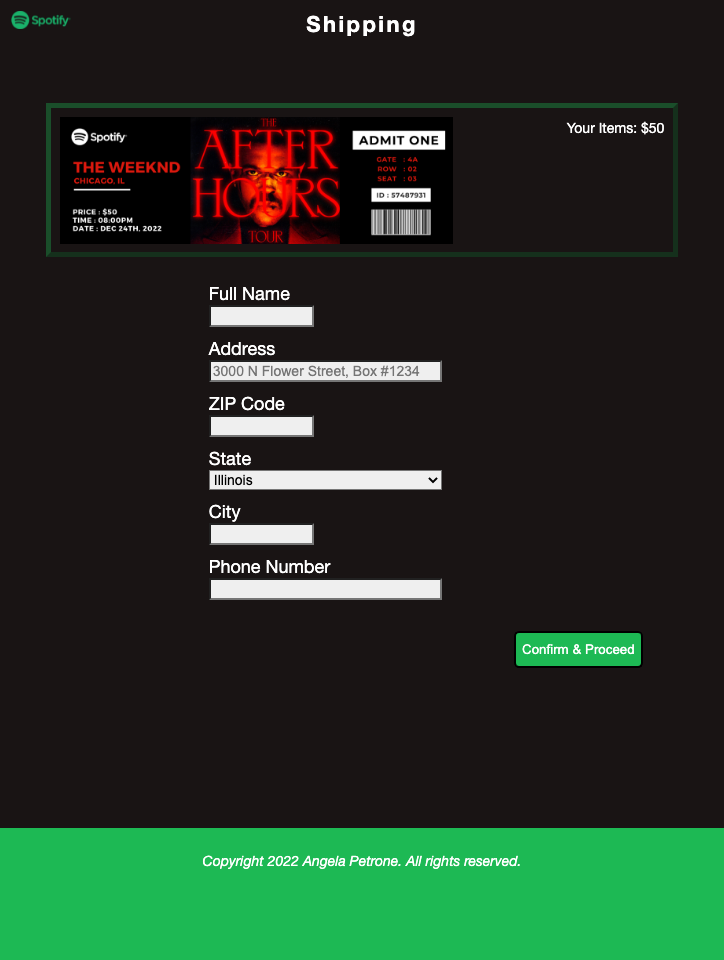 Spotify
Shipping
Spotify
THE WEEKND
CHICAGO, IL
PRICE : $50
TIME : 08:00PM
DATE : DEC 24TH, 2022
THE
AFTER
HOURS
TOUR
ADMIT ONE
GATE : 4A
ROW : 02
SEAT : 03
ID : 57487931
Your Items: $50
Full Name
Address
3000 N Flower Street, Box #1234
ZIP Code
State
Illinois
City
Phone Number
Confirm & Proceed
Copyright 2022 Angela Petrone. All rights reserved.